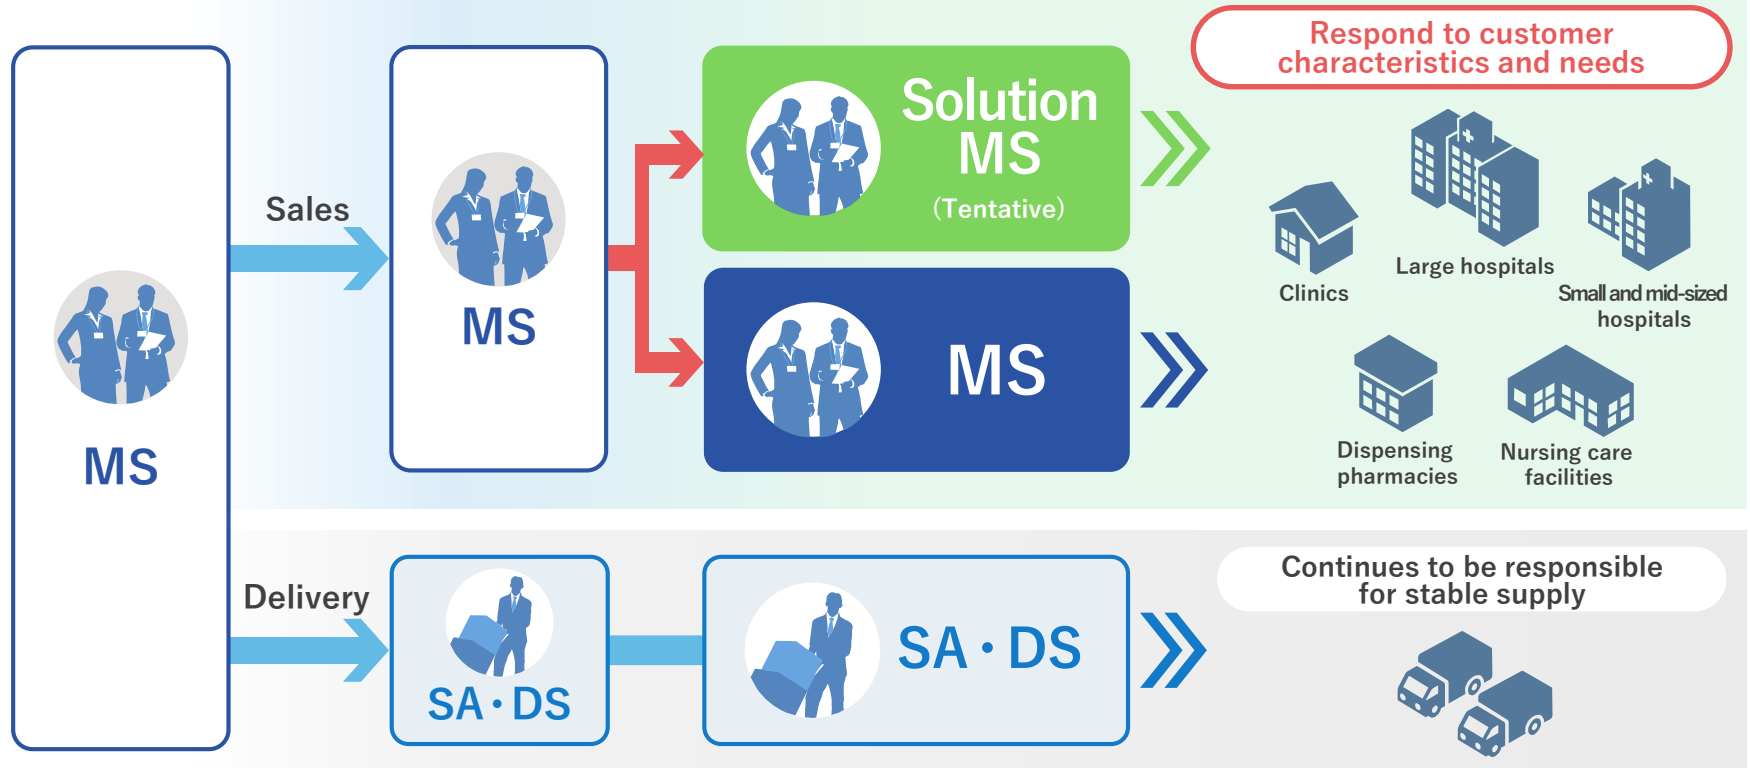 MS
Sales
MS
Solution
MS
(Tentative)
MS
Respond to customer
characteristics and needs
Clinics
Large hospitals
Small and mid-sized
hospitals
Dispensing
pharmacies
Nursing care
facilities
Delivery
SA・DS
SA・DS
Continues to be responsible
for stable supply